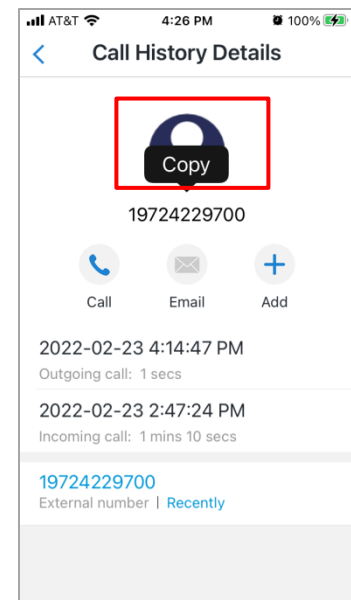 AT&T 4:26 PM 100%
Call History Details
Copy
19724229700
Call Email Add
2022-02-23 4:14:47 PM
Outgoing call: 1 secs
2022-02-23 2:47:24 PM
Incoming call: 1 mins 10 secs
19724229700
External number | Recently